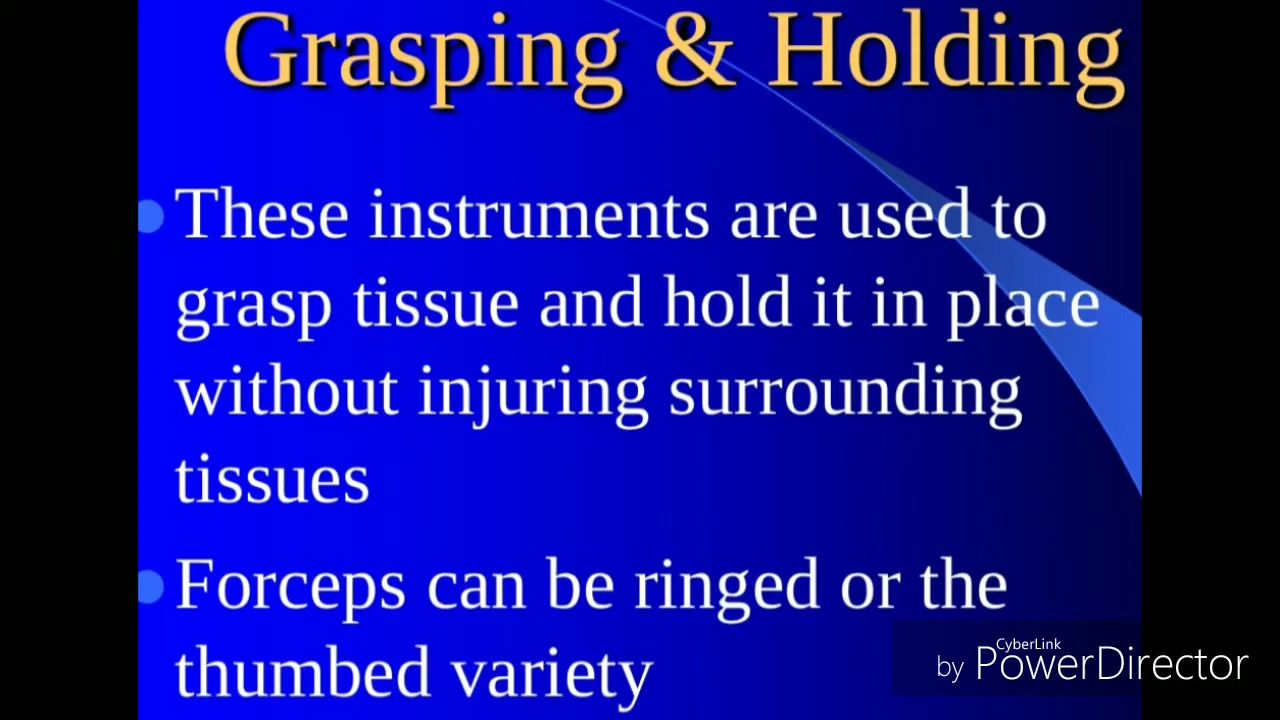 Grasping & Holding
These instruments are used to
grasp tissue and hold it in place
without injuring surrounding
tissues
Forceps can be ringed or the
thumbed variety
CyberLink
by PowerDirector